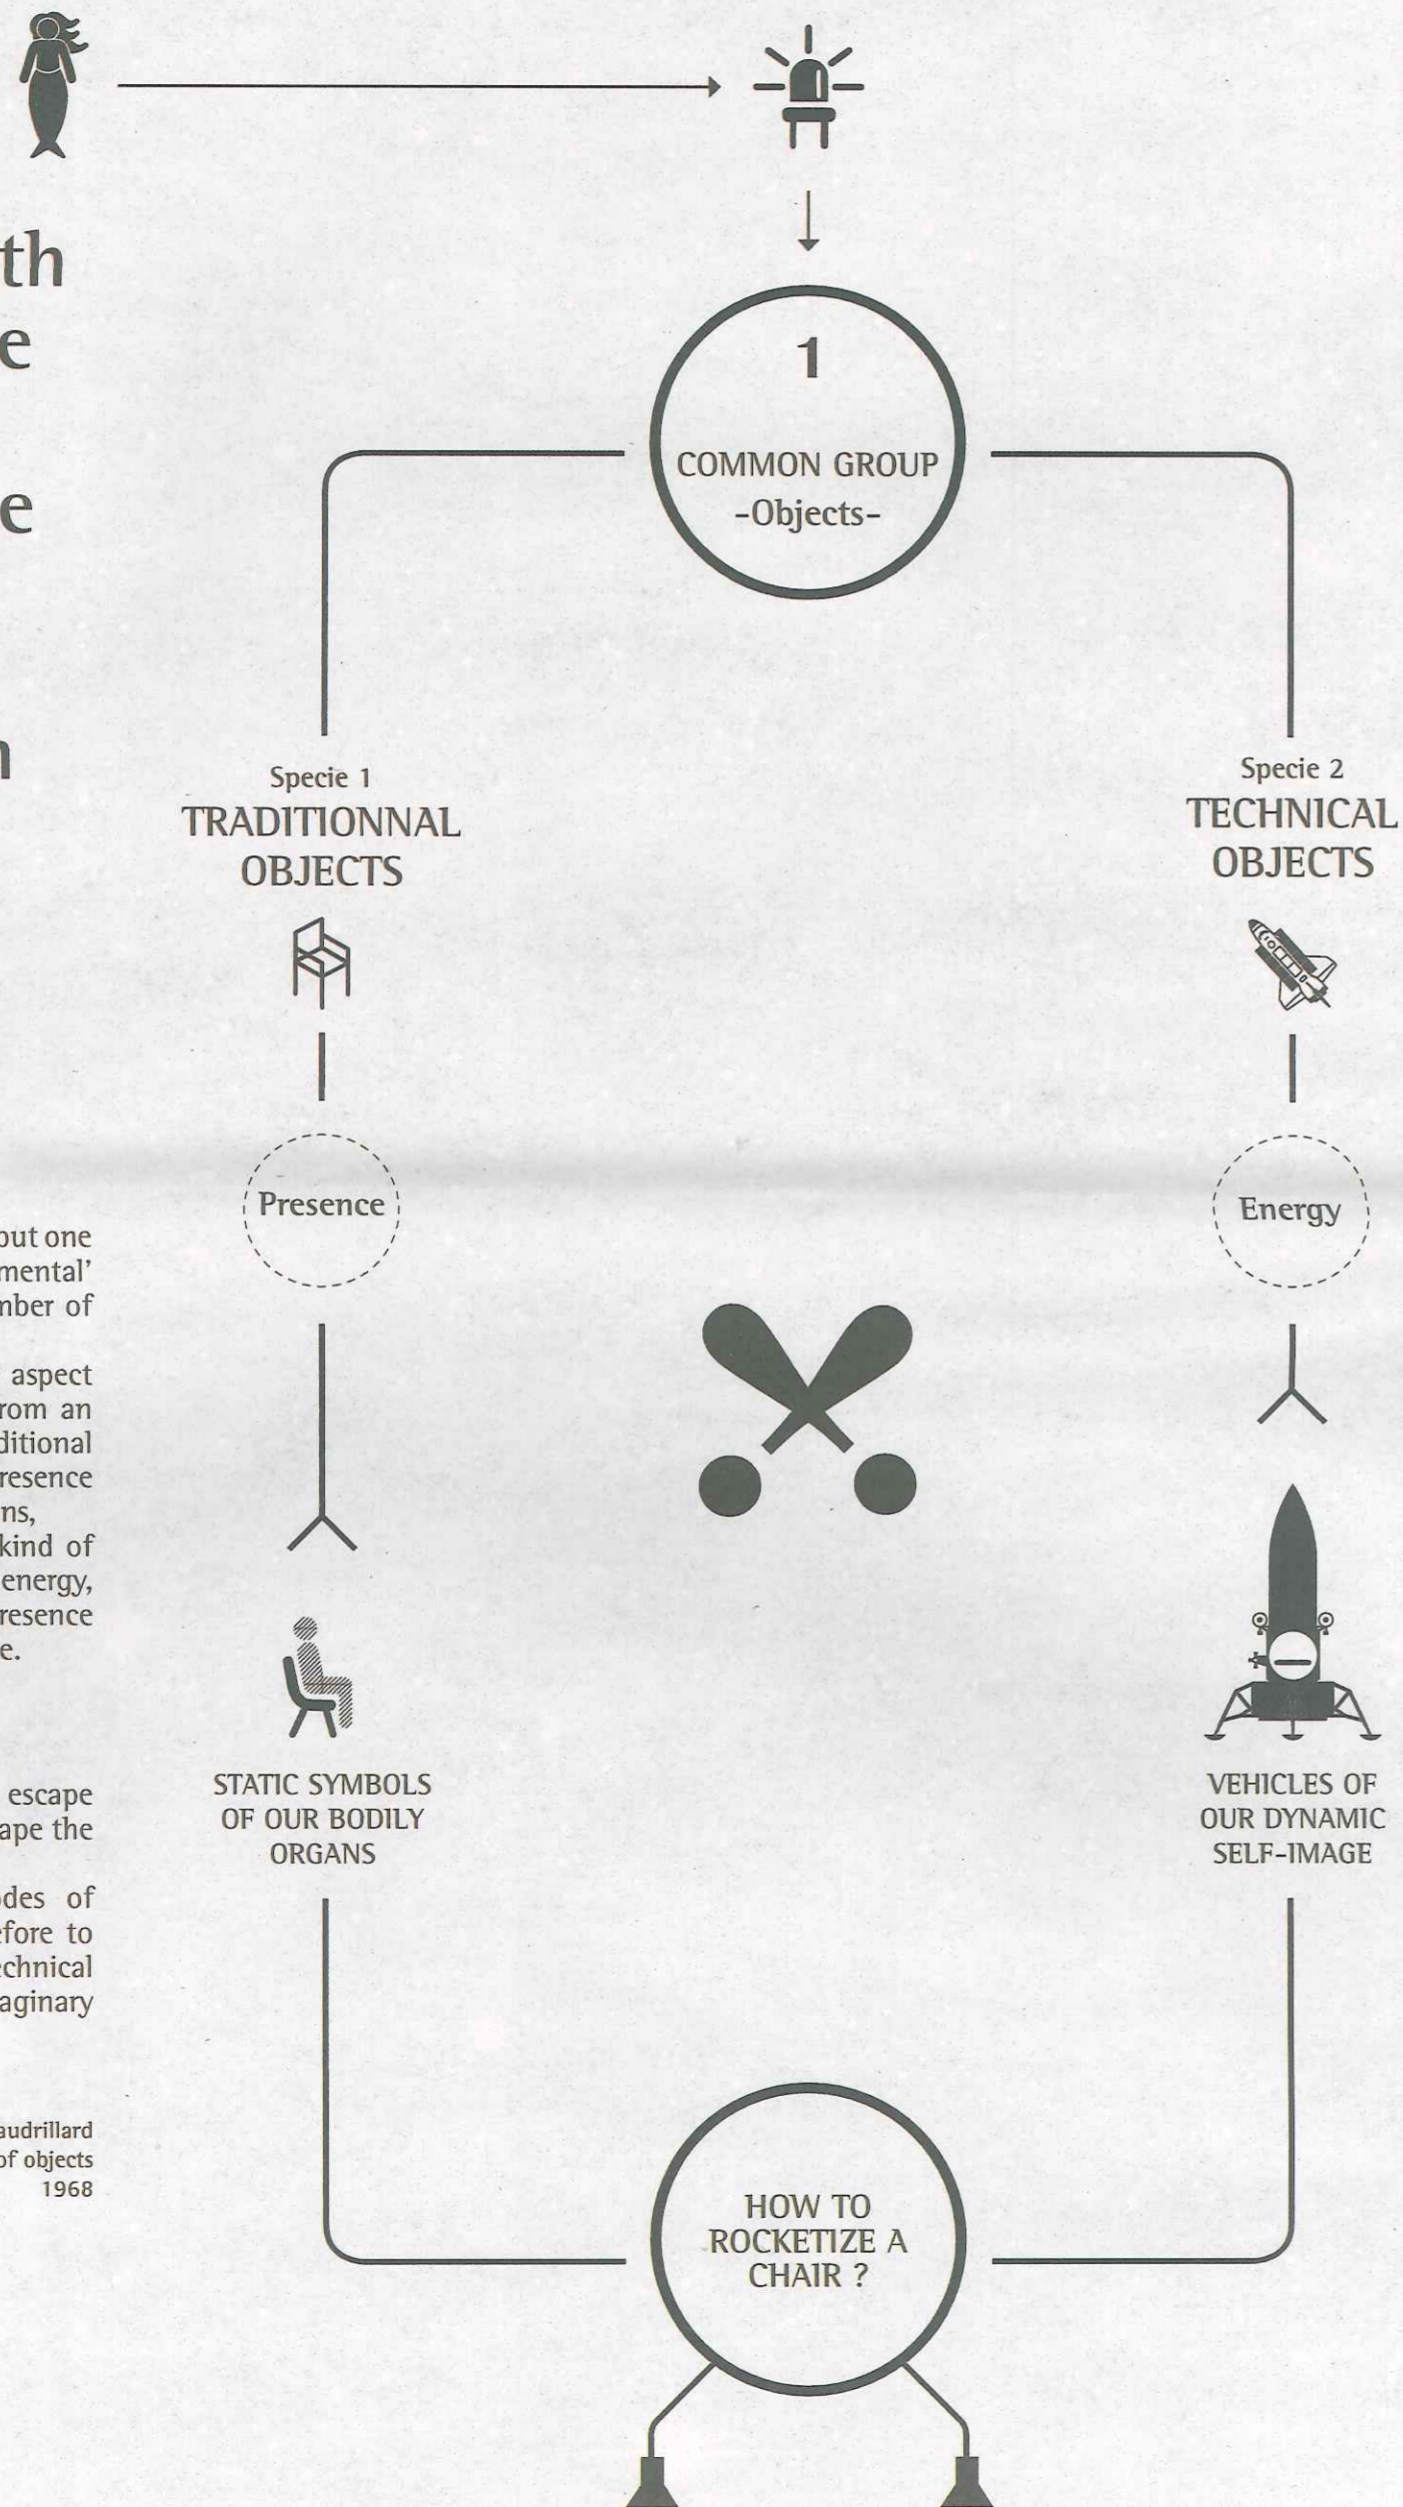 th
e
e
n
1
COMMON GROUP
-Objects-
Specie 1
TRADITIONNAL
OBJECTS
Specie 2
TECHNICAL
OBJECTS
Presence
Energy
STATIC SYMBOLS
OF OUR BODILY
ORGANS
VEHICLES OF
OUR DYNAMIC
SELF-IMAGE
HOW TO
ROCKETIZE A
CHAIR ?
out one
mental'
nber of
aspect
rom an
ditional
resence
ns,
kind of
energy,
resence
e.
escape
ape the
odes of
efore to
echnical
aginary
audrillard
of objects
1968